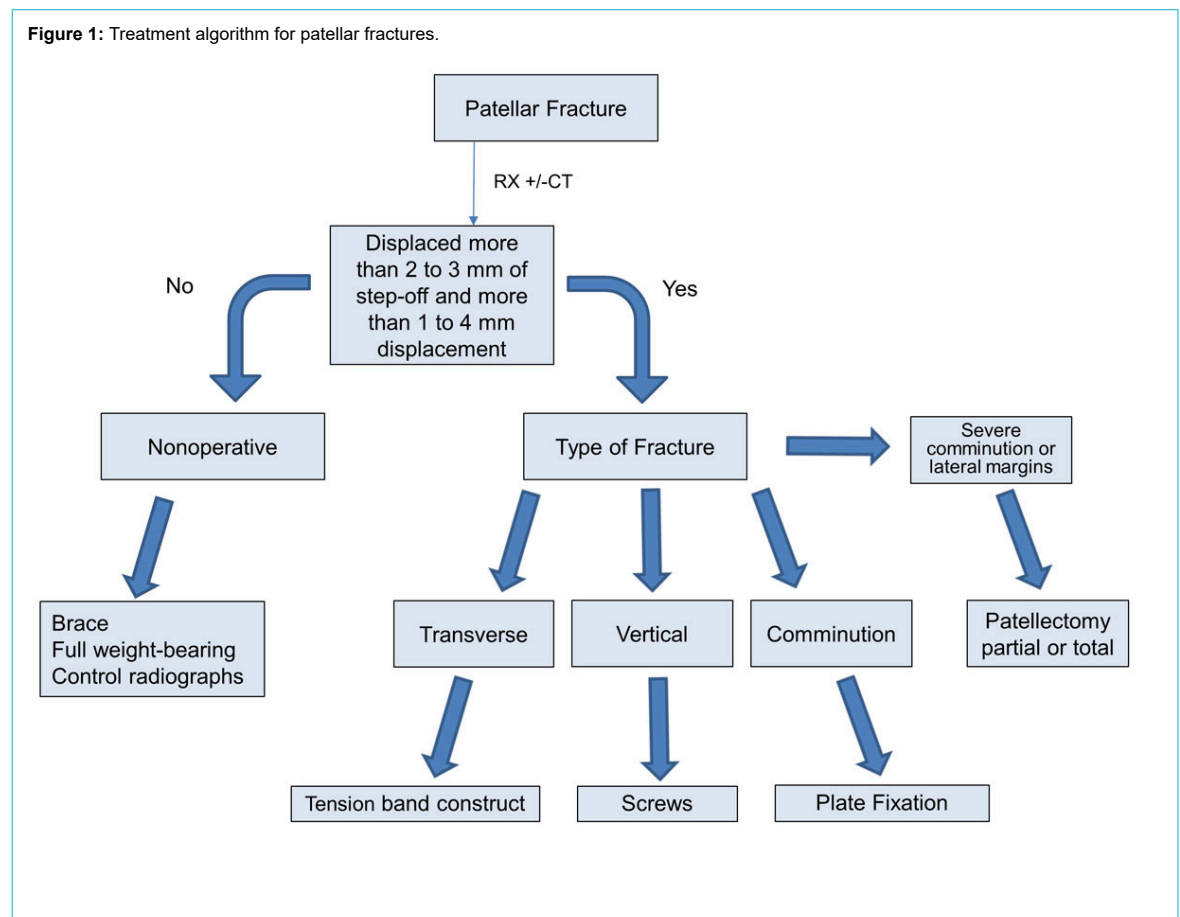 Figure 1: Treatment algorithm for patellar fractures.
Patellar Fracture
RX +/-CT
Displaced more
than 2 to 3 mm of
step-off and more
than 1 to 4 mm
displacement
No
Yes
Nonoperative
Type of Fracture
Severe
comminution or
lateral margins
Brace
Full weight-bearing
Control radiographs
Transverse
Vertical
Comminution
Patellectomy
partial or total
Tension band construct
Screws
Plate Fixation